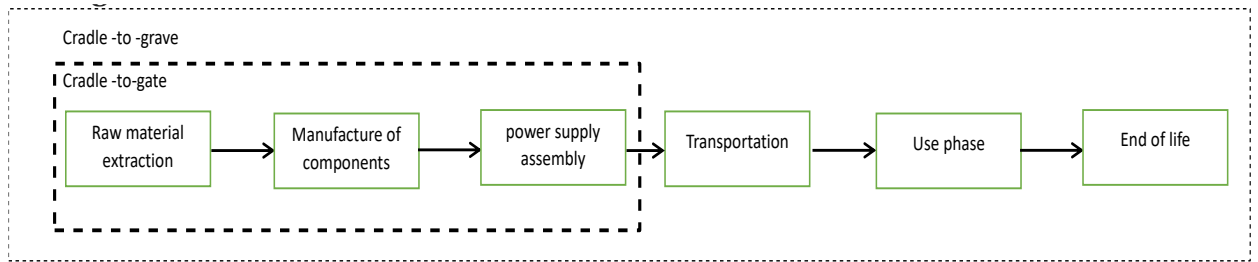 Cradle -to -grave
Cradle -to-gate
Raw material
extraction
Manufacture of
components
power supply
assembly
Transportation
Use phase
End of life